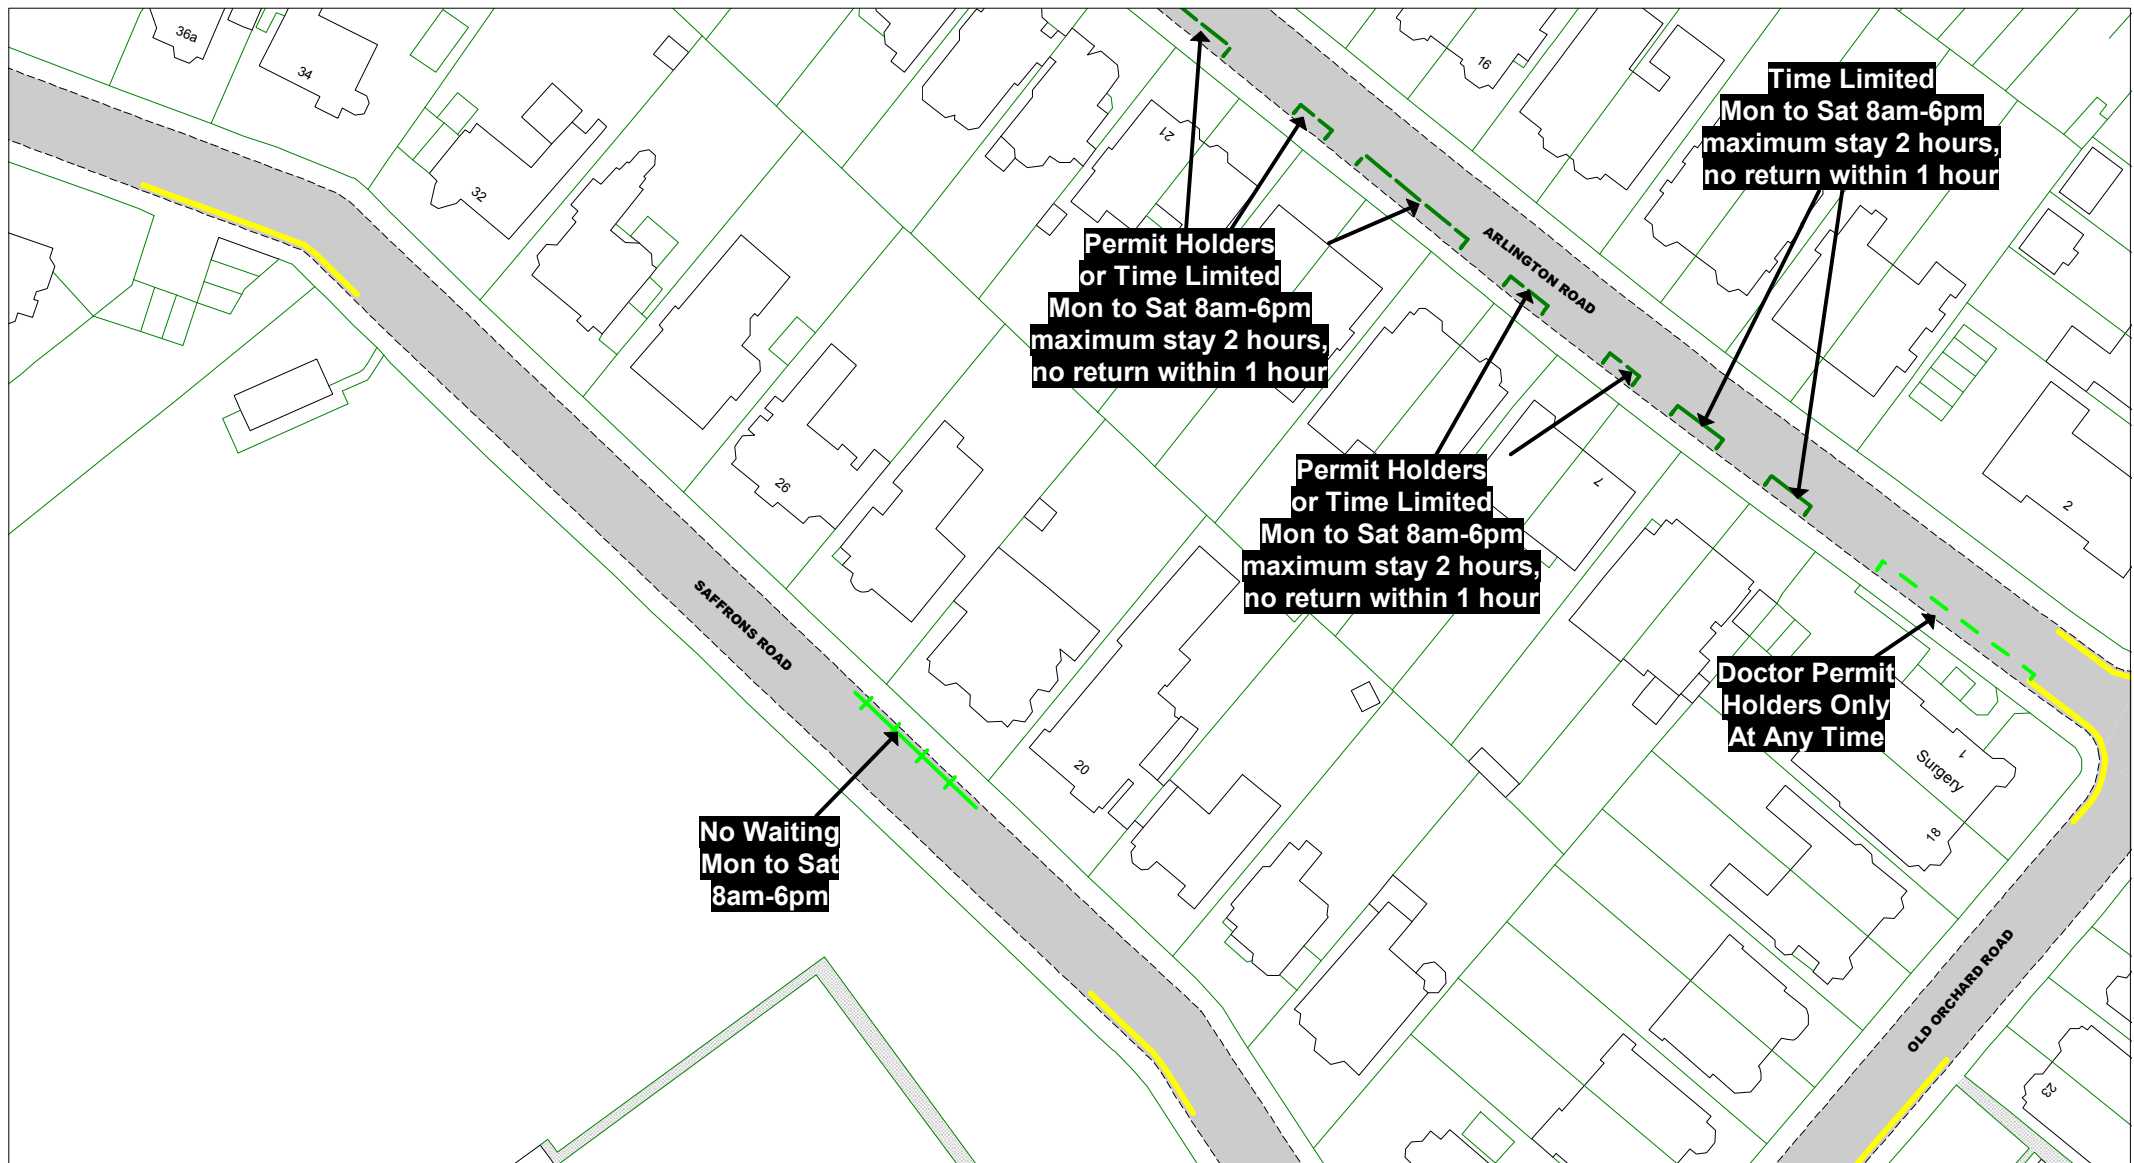 36a
34
16
Time Limited
Mon to Sat 8am-6pm
maximum stay 2 hours,
no return within 1 hour
21
32
Permit Holders
or Time Limited
Mon to Sat 8am-6pm
maximum stay 2 hours,
no return within 1 hour
ARLINGTON ROAD
26
7
Permit Holders
or Time Limited
Mon to Sat 8am-6pm
maximum stay 2 hours,
no return within 1 hour
2
SAFFRONS ROAD
Doctor Permit
Holders Only
At Any Time
20
1
Surgery
18
No Waiting
Mon to Sat
8am-6pm
OLD ORCHARD ROAD
23